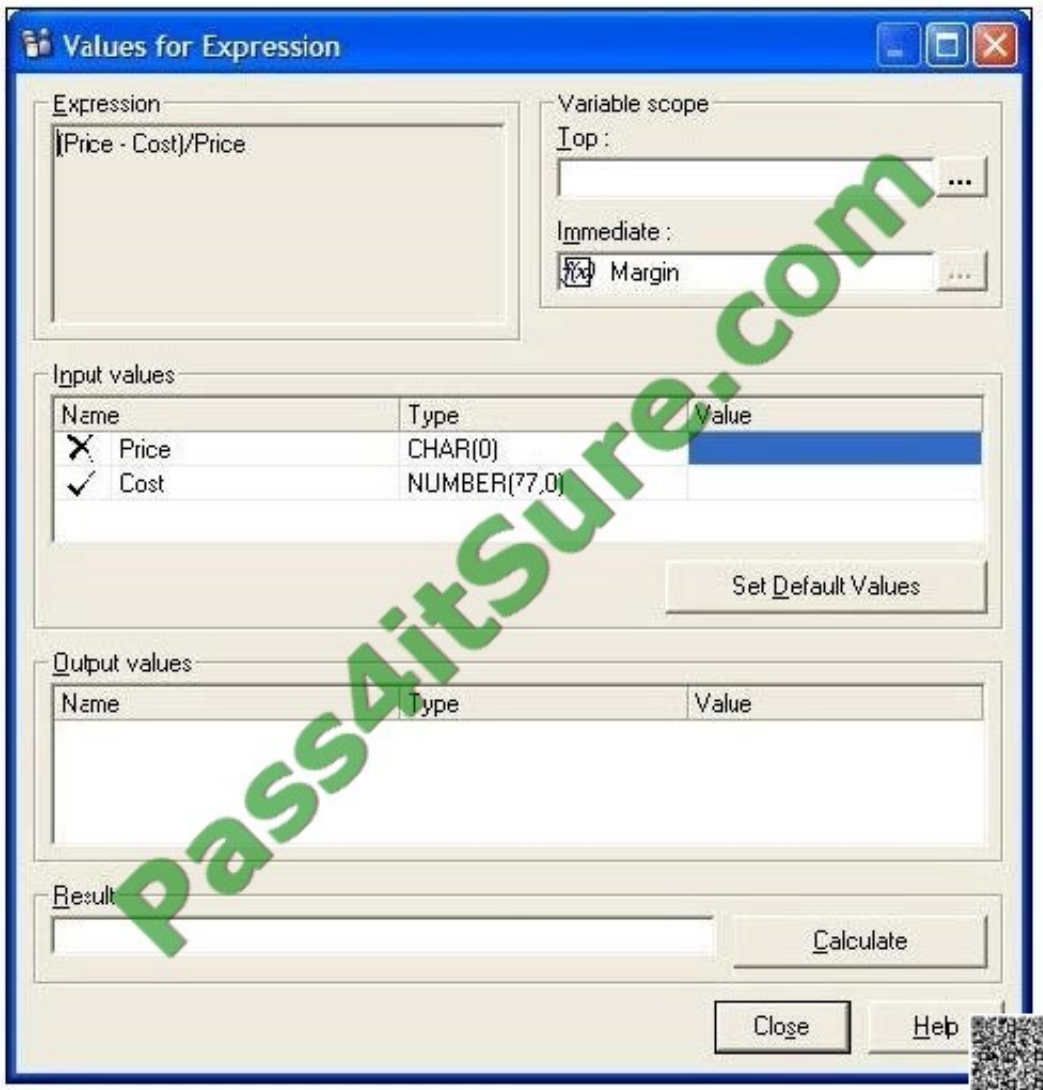 Values for Expression
Expression
(Price - Cost)/Price
Variable scope
Top :
...
Immediate :
f(x) Margin
...
Input values
Name Type Value
Price CHAR(0)
Cost NUMBER(77,0)
Set Default Values
Output values
Name Type Value
Result
Calculate
Close Help
Pass4itSure.com